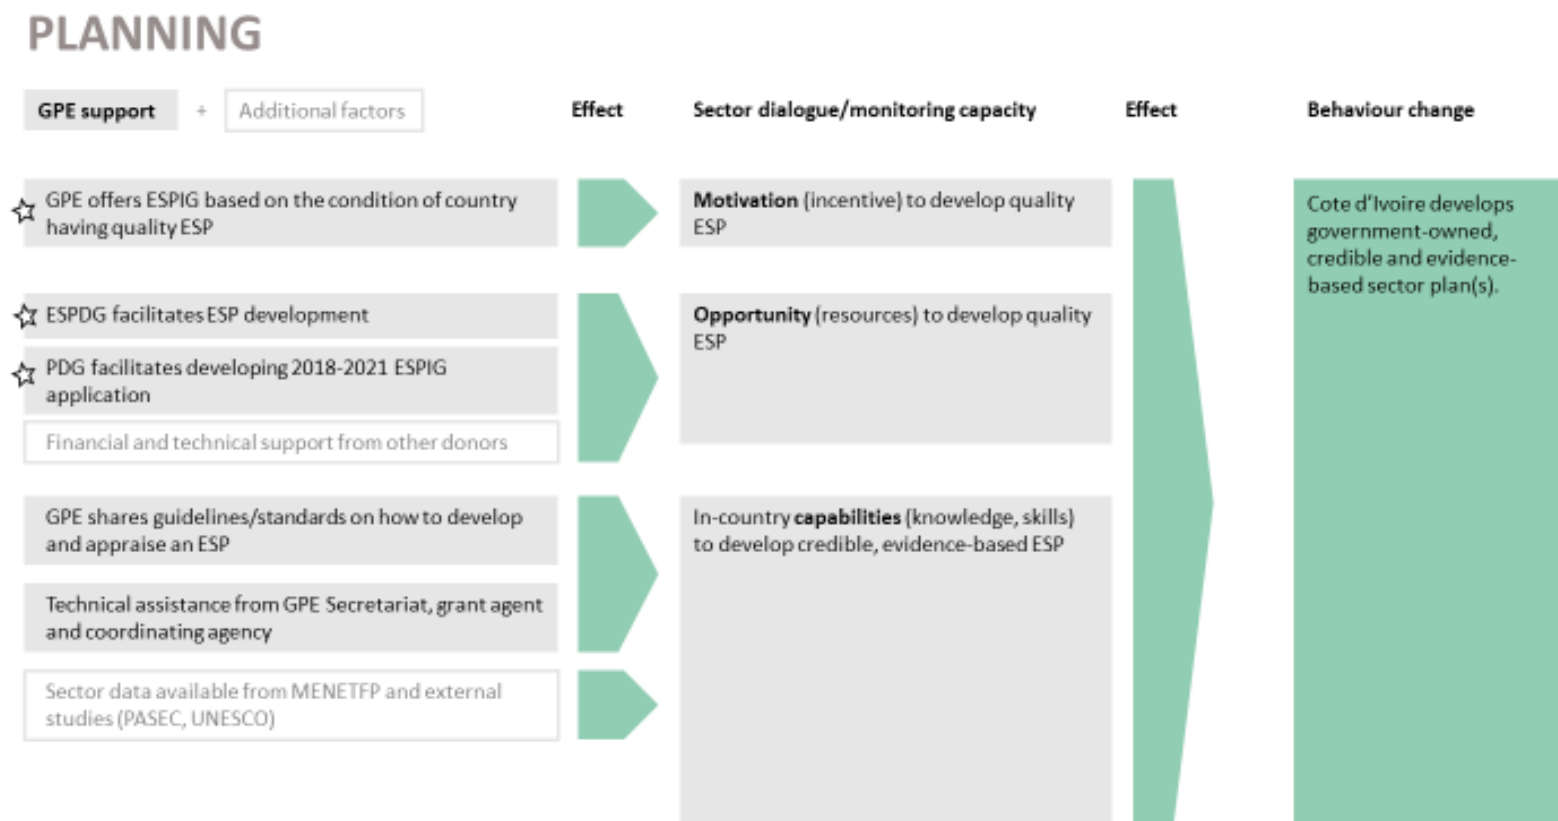 PLANNING
GPE support + Additional factors Effect Sector dialogue/monitoring capacity Effect Behaviour change
GPE offers ESPIG based on the condition of country
having quality ESP
Motivation (incentive) to develop quality
ESP
Cote d'Ivoire develops
government-owned,
credible and evidence-
based sector plan(s).
ESPDG facilitates ESP development
PDG facilitates developing 2018-2021 ESPIG
application
Financial and technical support from other donors
Opportunity (resources) to develop quality
ESP
GPE shares guidelines/standards on how to develop
and appraise an ESP
Technical assistance from GPE Secretariat, grant agent
and coordinating agency
Sector data available from MENETFP and external
studies (PASEC, UNESCO)
In-country capabilities (knowledge, skills)
to develop credible, evidence-based ESP